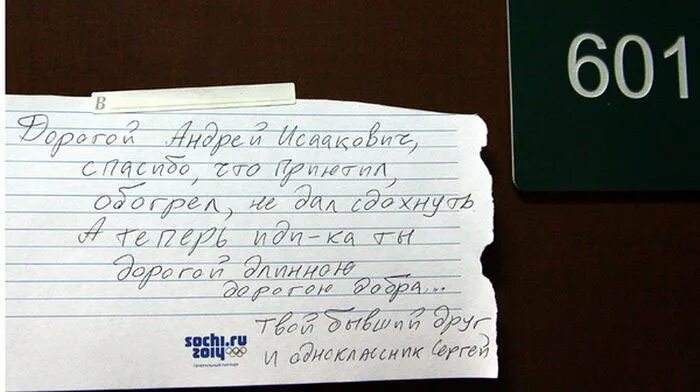 601
В
Дорогой Андрей Исаакович,
спасибо, что приютил,
обогрел, не дал сдохнуть
А теперь иди-ка ты
дорогой длинною
дорогою добра...
твой бывший друг
и одноклассник Сергей
sochi.ru
2014